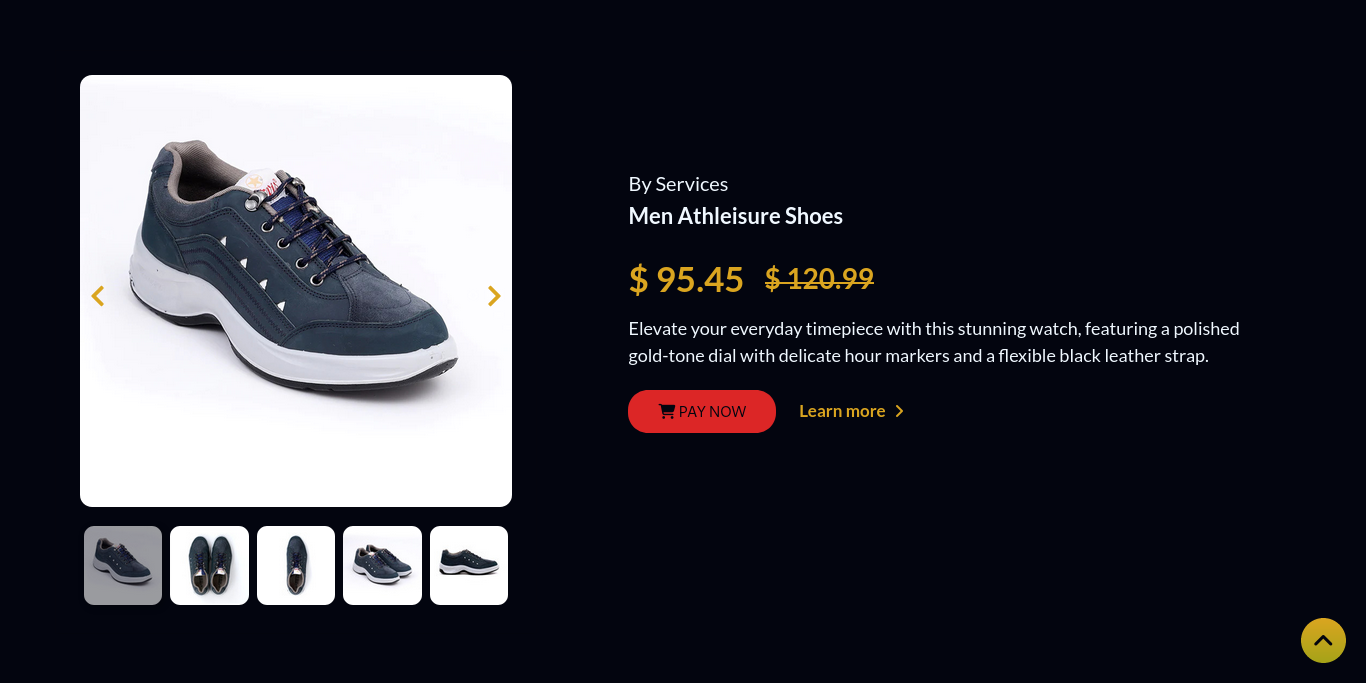 By Services
Men Athleisure Shoes
$ 95.45 $ 120.99
Elevate your everyday timepiece with this stunning watch, featuring a polished
gold-tone dial with delicate hour markers and a flexible black leather strap.
PAY NOW Learn more